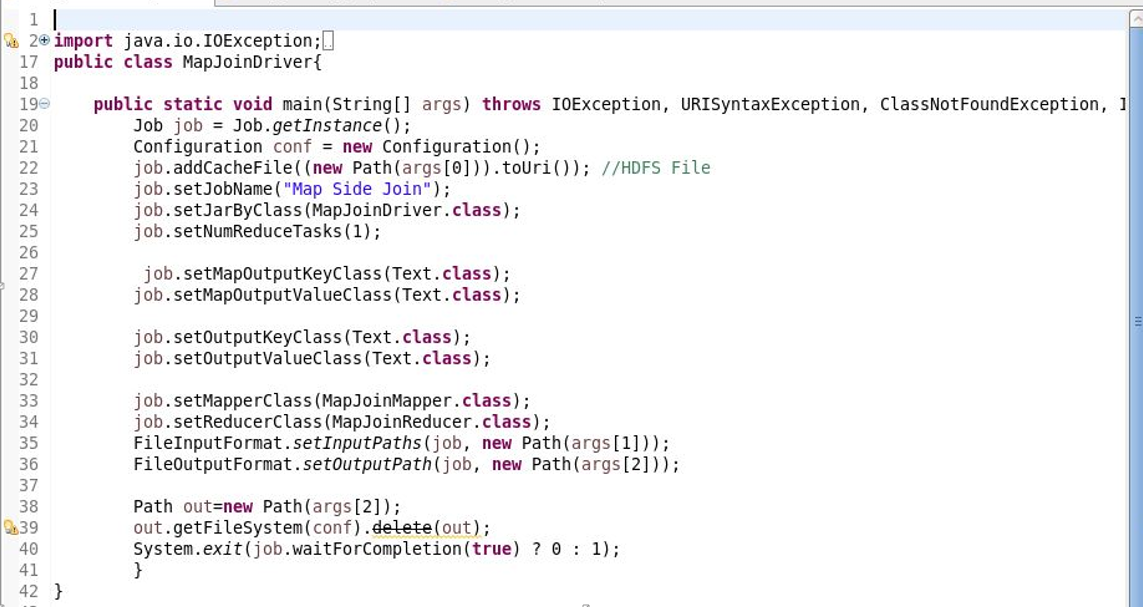 1
2 import java.io.IOException;
17 public class MapJoinDriver{
18
19 public static void main(String[] args) throws IOException, URISyntaxException, ClassNotFoundException, I
20 Job job = Job.getInstance();
21 Configuration conf = new Configuration();
22 job.addCacheFile((new Path(args[0])).toUri()); //HDFS File
23 job.setJobName("Map Side Join");
24 job.setJarByClass(MapJoinDriver.class);
25 job.setNumReduceTasks(1);
26
27 job.setMapOutputKeyClass(Text.class);
28 job.setMapOutputValueClass(Text.class);
29
30 job.setOutputKeyClass(Text.class);
31 job.setOutputValueClass(Text.class);
32
33 job.setMapperClass(MapJoinMapper.class);
34 job.setReducerClass(MapJoinReducer.class);
35 FileInputFormat.setInputPaths(job, new Path(args[1]));
36 FileOutputFormat.setOutputPath(job, new Path(args[2]));
37
38 Path out=new Path(args[2]);
39 out.getFileSystem(conf).delete(out);
40 System.exit(job.waitForCompletion(true) ? 0 : 1);
41 }
42 }